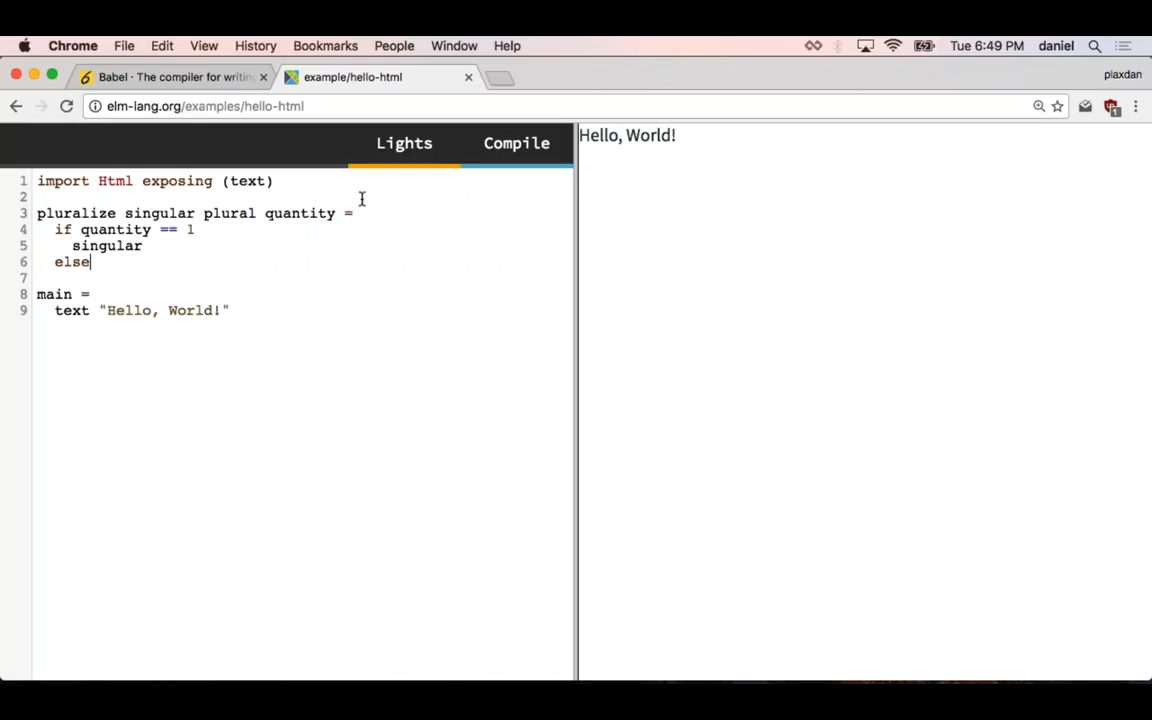 Chrome File Edit View History Bookmarks People Window Help Tue 6:49 PM daniel
Babel · The compiler for writin example/hello-html plaxdan
elm-lang.org/examples/hello-html 1
Lights Compile
Hello, World!
1 import Html exposing (text)
2
3 pluralize singular plural quantity =
4 if quantity == 1
5 singular
6 else
7
8 main =
9 text "Hello, World!"